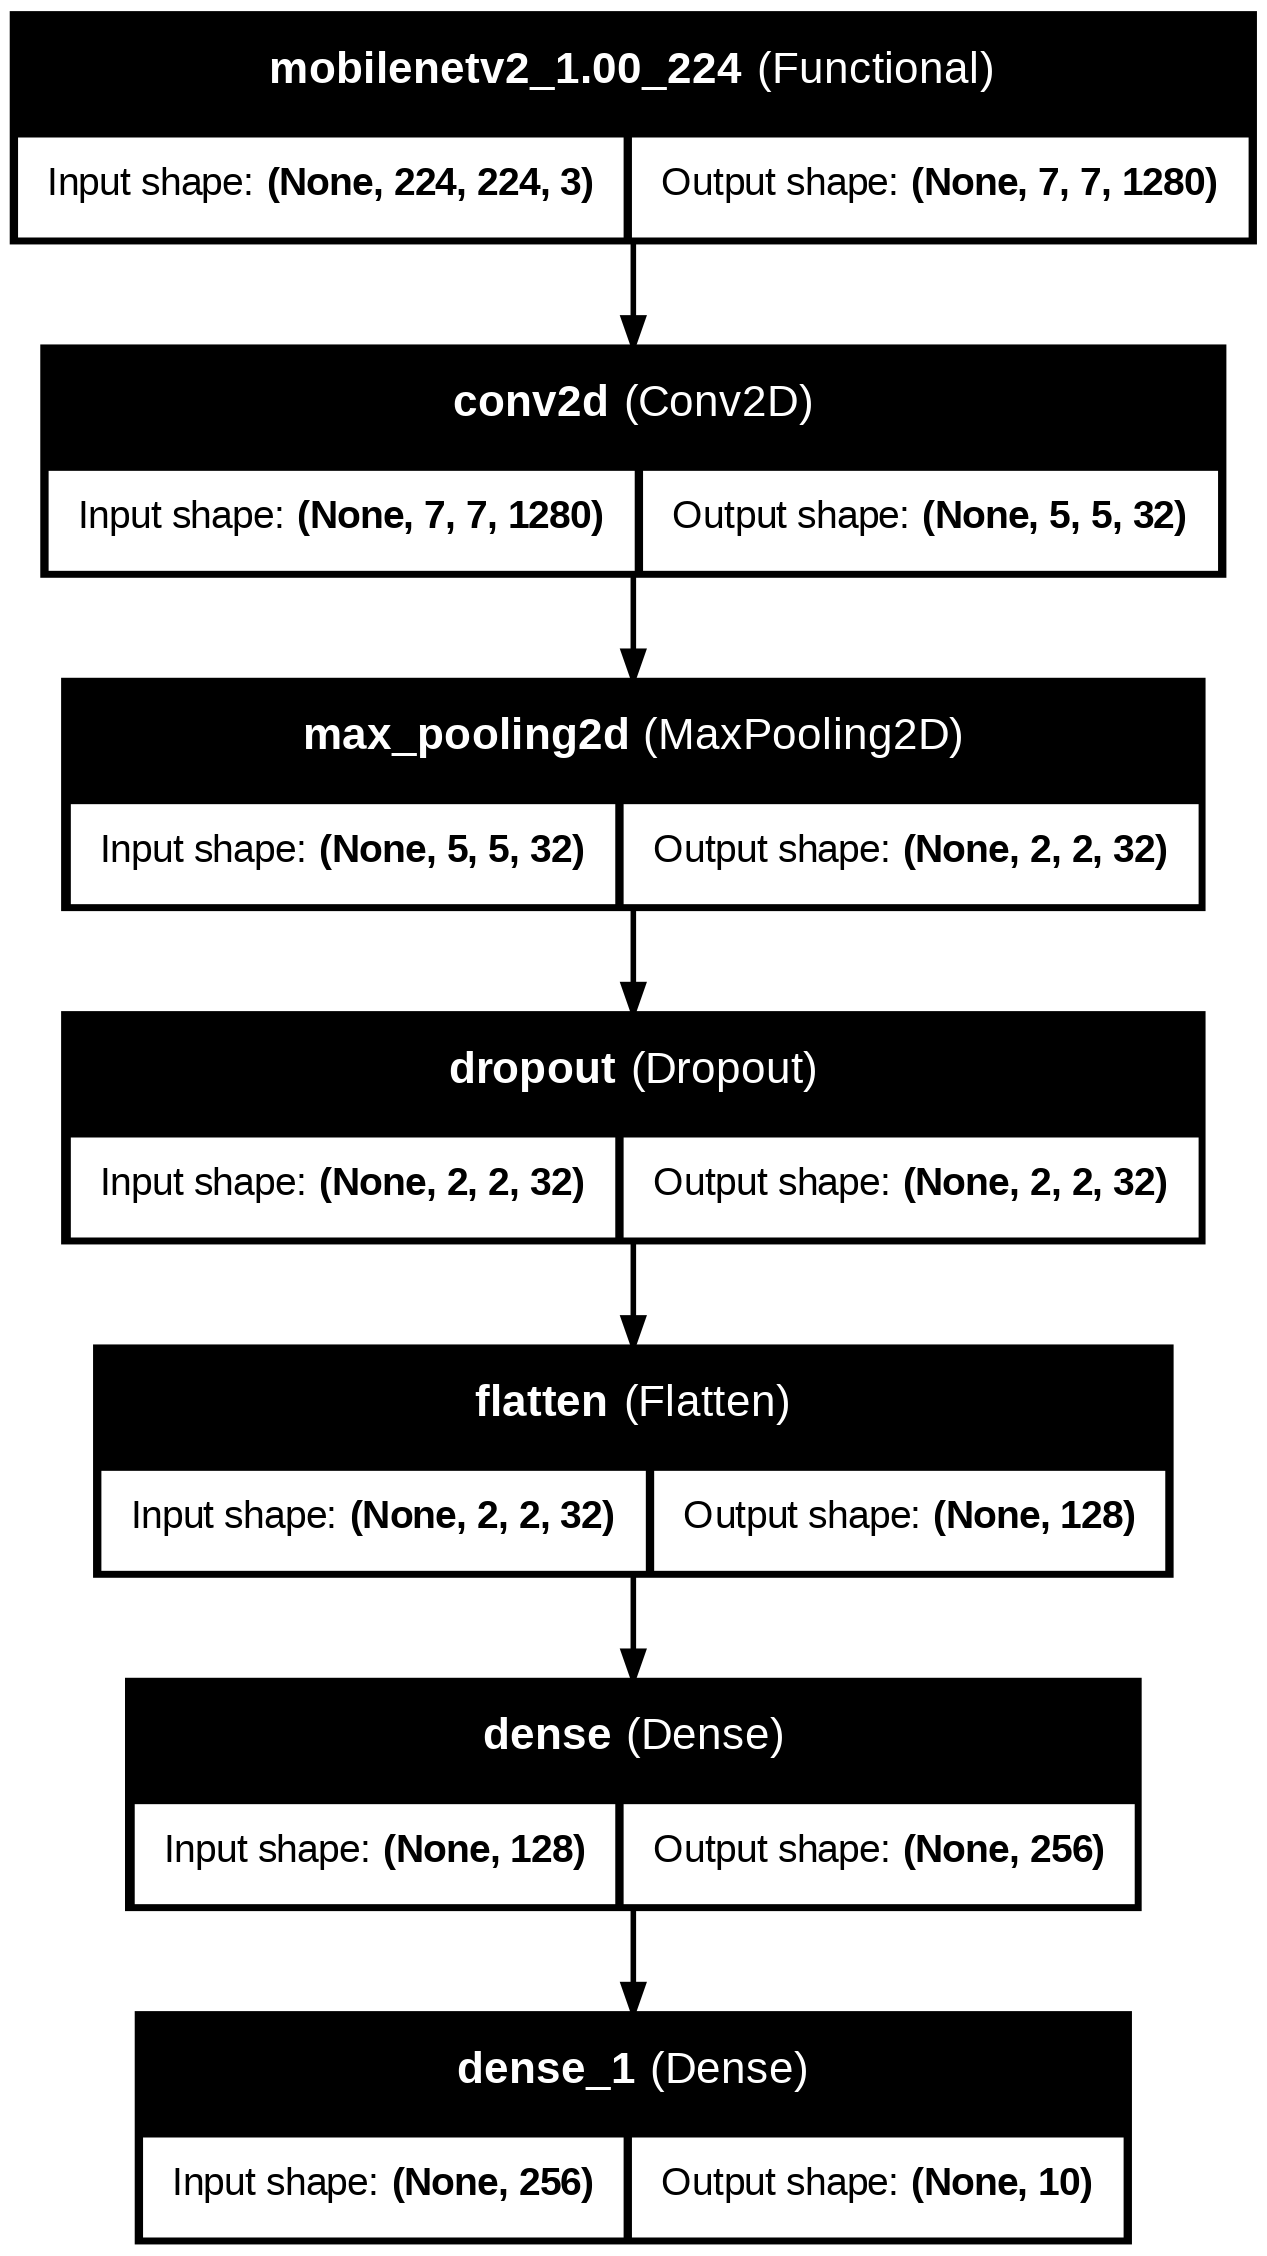 mobilenetv2_1.00_224 (Functional)
Input shape: (None, 224, 224, 3)
Output shape: (None, 7, 7, 1280)
conv2d (Conv2D)
Input shape: (None, 7, 7, 1280)
Output shape: (None, 5, 5, 32)
max_pooling2d (MaxPooling2D)
Input shape: (None, 5, 5, 32)
Output shape: (None, 2, 2, 32)
dropout (Dropout)
Input shape: (None, 2, 2, 32)
Output shape: (None, 2, 2, 32)
flatten (Flatten)
Input shape: (None, 2, 2, 32)
Output shape: (None, 128)
dense (Dense)
Input shape: (None, 128)
Output shape: (None, 256)
dense_1 (Dense)
Input shape: (None, 256)
Output shape: (None, 10)